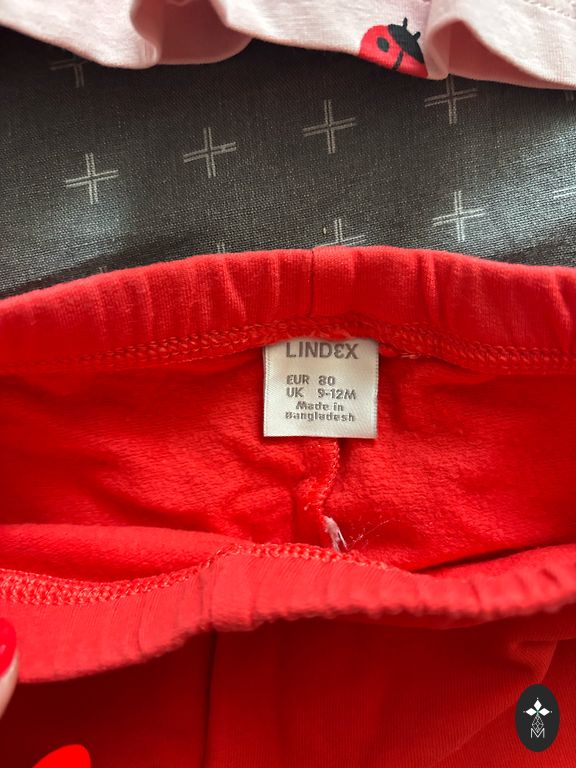 LINDEX
EUR 80
UK 9-12M
Made in
Bangladesh